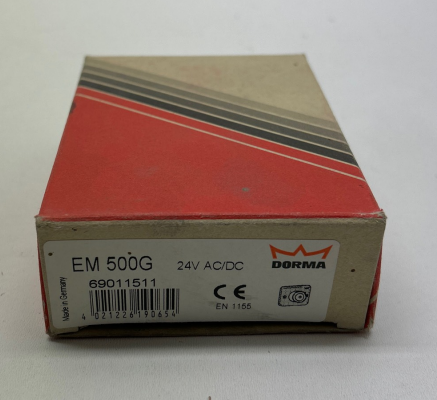 EM 500G
24V AC/DC
DORMA
69011511
Made in Germany
CE
EN 1155
4 021226 190654